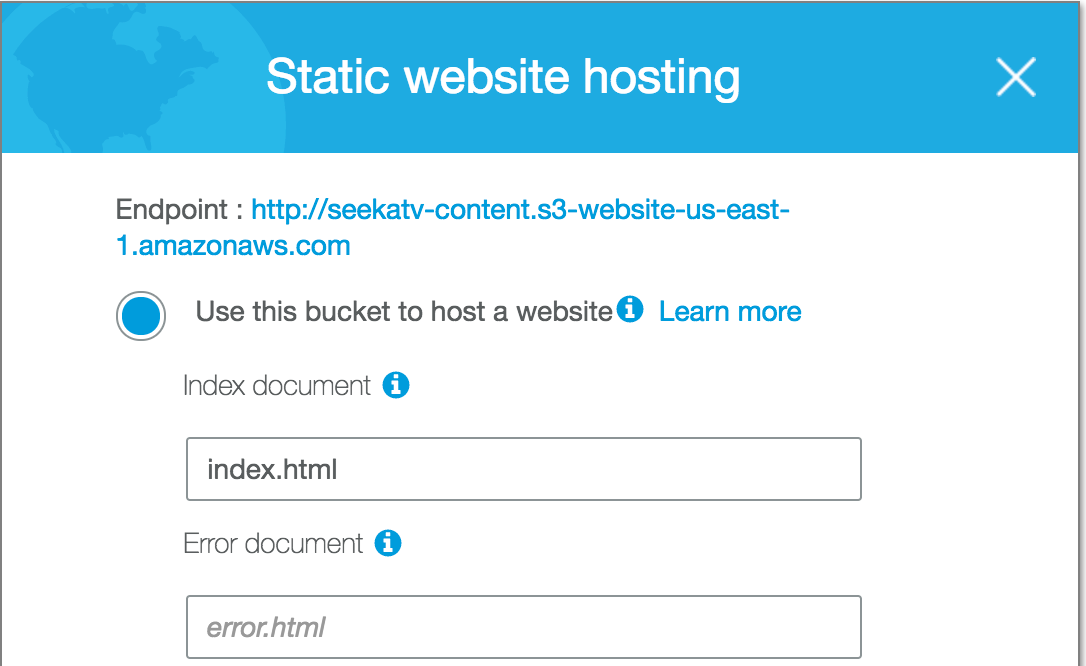 Static website hosting
Endpoint : http://seekatv-content.s3-website-us-east-
1.amazonaws.com
Use this bucket to host a website Learn more
Index document
index.html
Error document
error.html